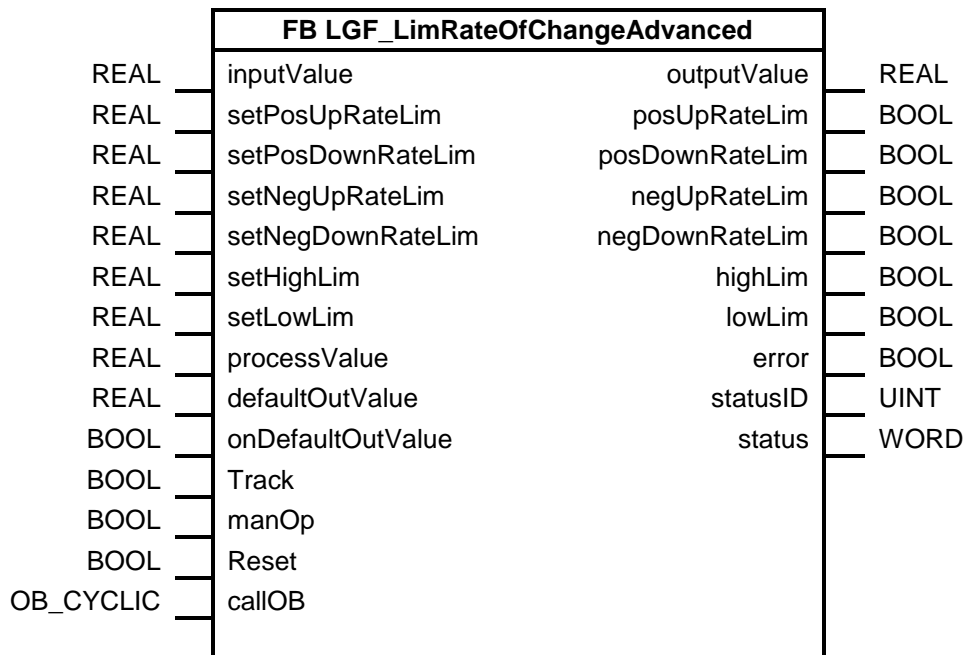 FB LGF_LimRateOfChangeAdvanced
REAL inputValue outputValue REAL
REAL setPosUpRateLim posUpRateLim BOOL
REAL setPosDownRateLim posDownRateLim BOOL
REAL setNegUpRateLim negUpRateLim BOOL
REAL setNegDownRateLim negDownRateLim BOOL
REAL setHighLim highLim BOOL
REAL setLowLim lowLim BOOL
REAL processValue error BOOL
REAL defaultOutValue statusID UINT
BOOL onDefaultOutValue status WORD
BOOL Track
BOOL manOp
BOOL Reset
OB_CYCLIC callOB